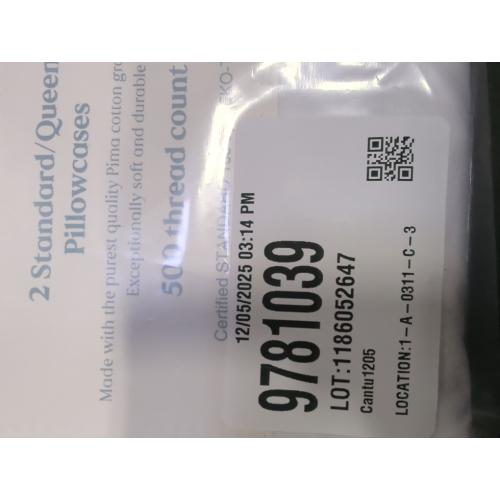 2 Standard/Queen
Pillowcases
Made with the purest quality Pima cotton
Exceptionally soft and durable
500 thread count
Certified STANDARD
12/05/2025 03:14 PM
9781039
LOT:1186052647
Cantu1205
LOCATION:1-A-0311-C-3